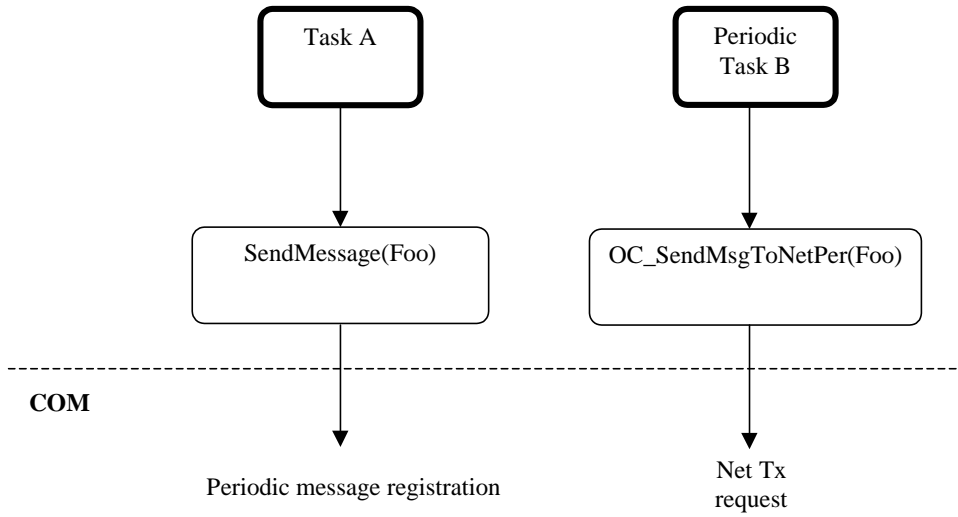 Task A
Periodic
Task B
SendMessage(Foo)
OC_SendMsgToNetPer(Foo)
COM
Periodic message registration
Net Tx
request